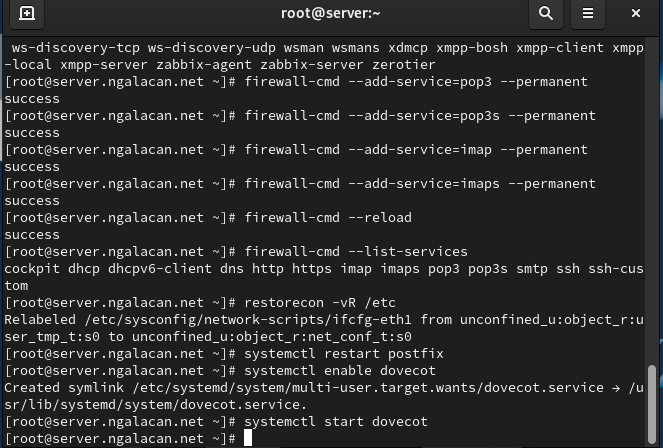 root@server:~
ws-discovery-tcp ws-discovery-udp wsman wsmans xdmcp xmpp-bosh xmpp-client xmpp
-local xmpp-server zabbix-agent zabbix-server zerotier
[root@server.ngalacan.net ~]# firewall-cmd --add-service=pop3 --permanent
success
[root@server.ngalacan.net ~]# firewall-cmd --add-service=pop3s --permanent
success
[root@server.ngalacan.net ~]# firewall-cmd --add-service=imap --permanent
success
[root@server.ngalacan.net ~]# firewall-cmd --add-service=imaps --permanent
success
[root@server.ngalacan.net ~]# firewall-cmd --reload
success
[root@server.ngalacan.net ~]# firewall-cmd --list-services
cockpit dhcp dhcpv6-client dns http https imap imaps pop3 pop3s smtp ssh ssh-cus
tom
[root@server.ngalacan.net ~]# restorecon -vR /etc
Relabeled /etc/sysconfig/network-scripts/ifcfg-eth1 from unconfined_u:object_r:u
ser_tmp_t:s0 to unconfined_u:object_r:net_conf_t:s0
[root@server.ngalacan.net ~]# systemctl restart postfix
[root@server.ngalacan.net ~]# systemctl enable dovecot
Created symlink /etc/systemd/system/multi-user.target.wants/dovecot.service → /u
sr/lib/systemd/system/dovecot.service.
[root@server.ngalacan.net ~]# systemctl start dovecot
[root@server.ngalacan.net ~]#